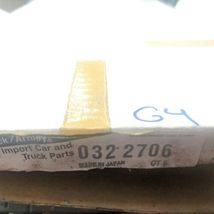 G4
Import Car and
Truck Parts
032 2706
MADE IN JAPAN